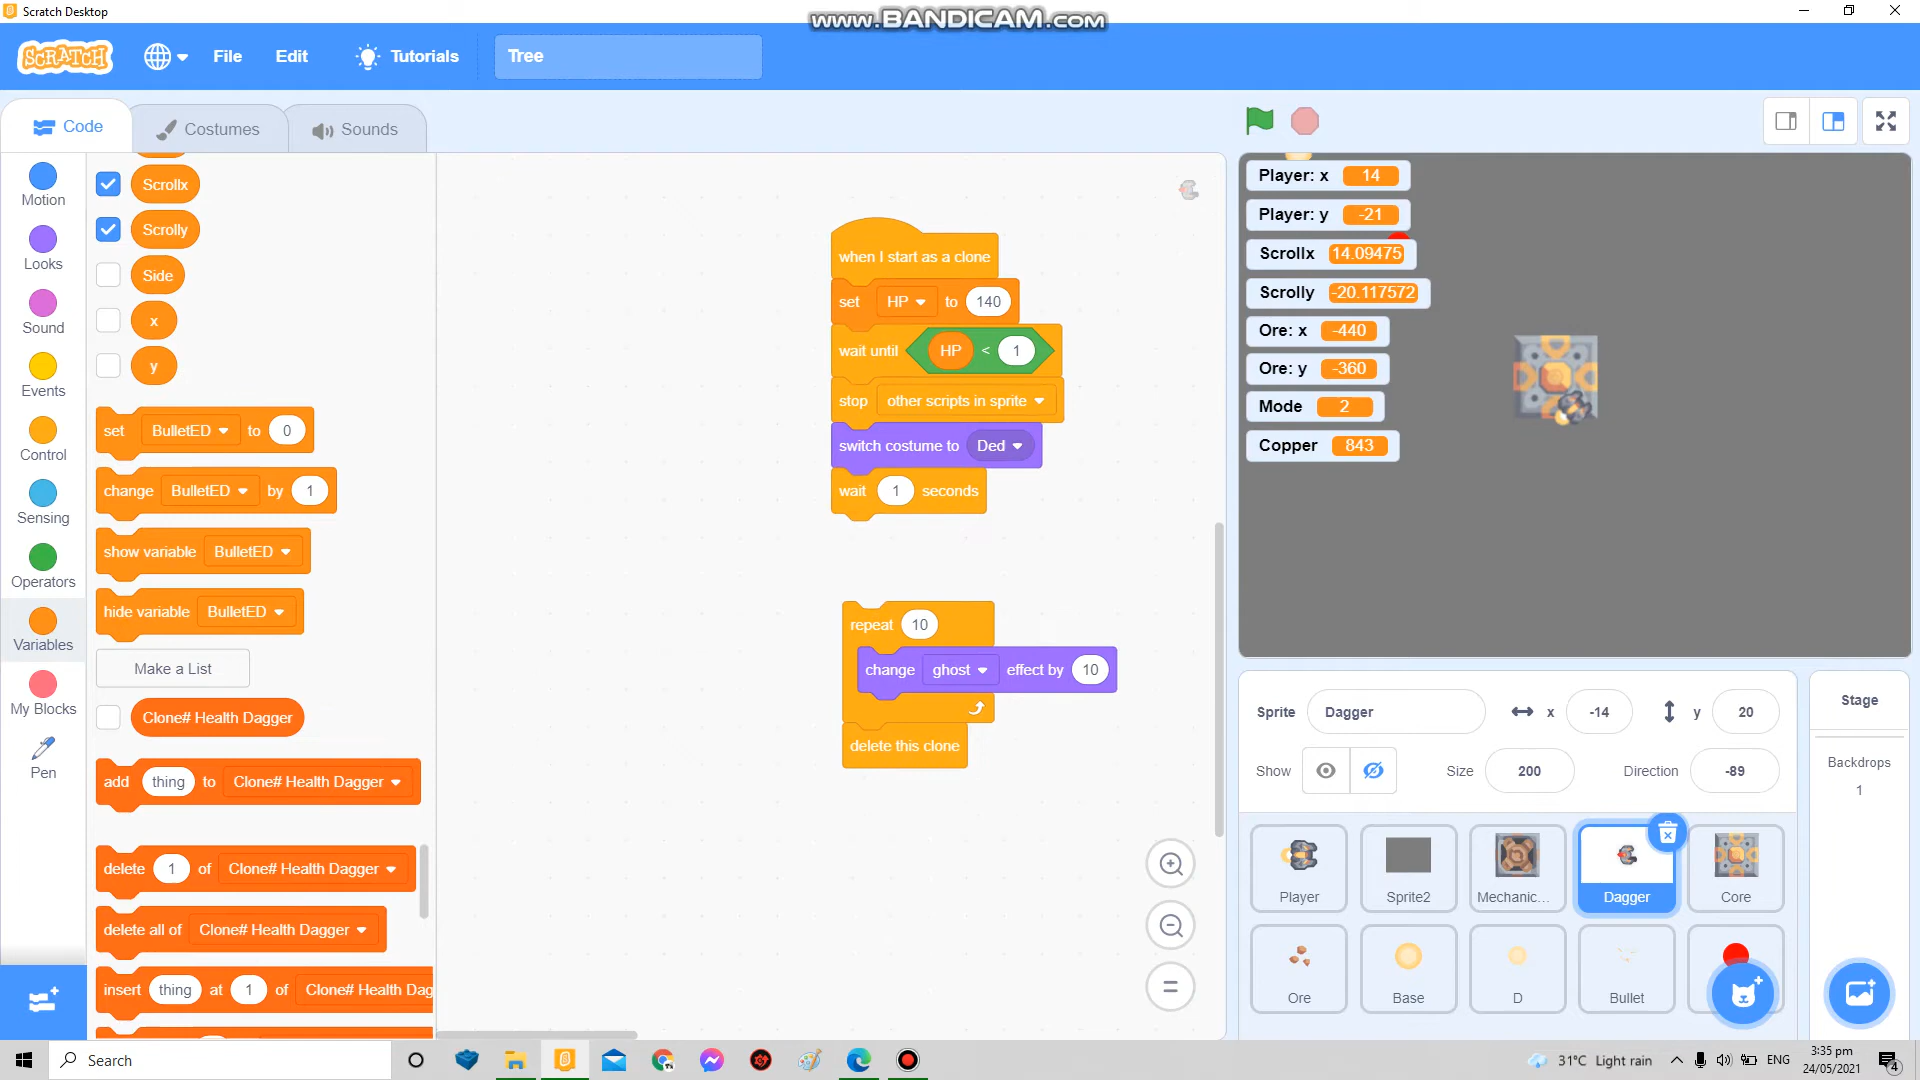 Scratch Desktop
www.BANDICAM.com
SCRATCH
File
Edit
Tutorials
Tree
Code
Costumes
Sounds
Motion
Looks
Sound
Events
Control
Sensing
Operators
Variables
My Blocks
Pen
Scrollx
Scrolly
Side
x
y
set BulletED to 0
change BulletED by 1
show variable BulletED
hide variable BulletED
Make a List
Clone# Health Dagger
add thing to Clone# Health Dagger
delete 1 of Clone# Health Dagger
delete all of Clone# Health Dagger
insert thing at 1 of Clone# Health Dag
when I start as a clone
set HP to 140
wait until HP < 1
stop other scripts in sprite
switch costume to Ded
wait 1 seconds
repeat 10
change ghost effect by 10
delete this clone
Player: x 14
Player: y -21
Scrollx 14.09475
Scrolly -20.117572
Ore: x -440
Ore: y -360
Mode 2
Copper 843
Sprite Dagger x -14 y 20
Show Size 200 Direction -89
Player
Sprite2
Mechanic...
Dagger
Core
Ore
Base
D
Bullet
Stage
Backdrops
1
Search
31°C Light rain
ENG
3:35 pm
24/05/2021
4